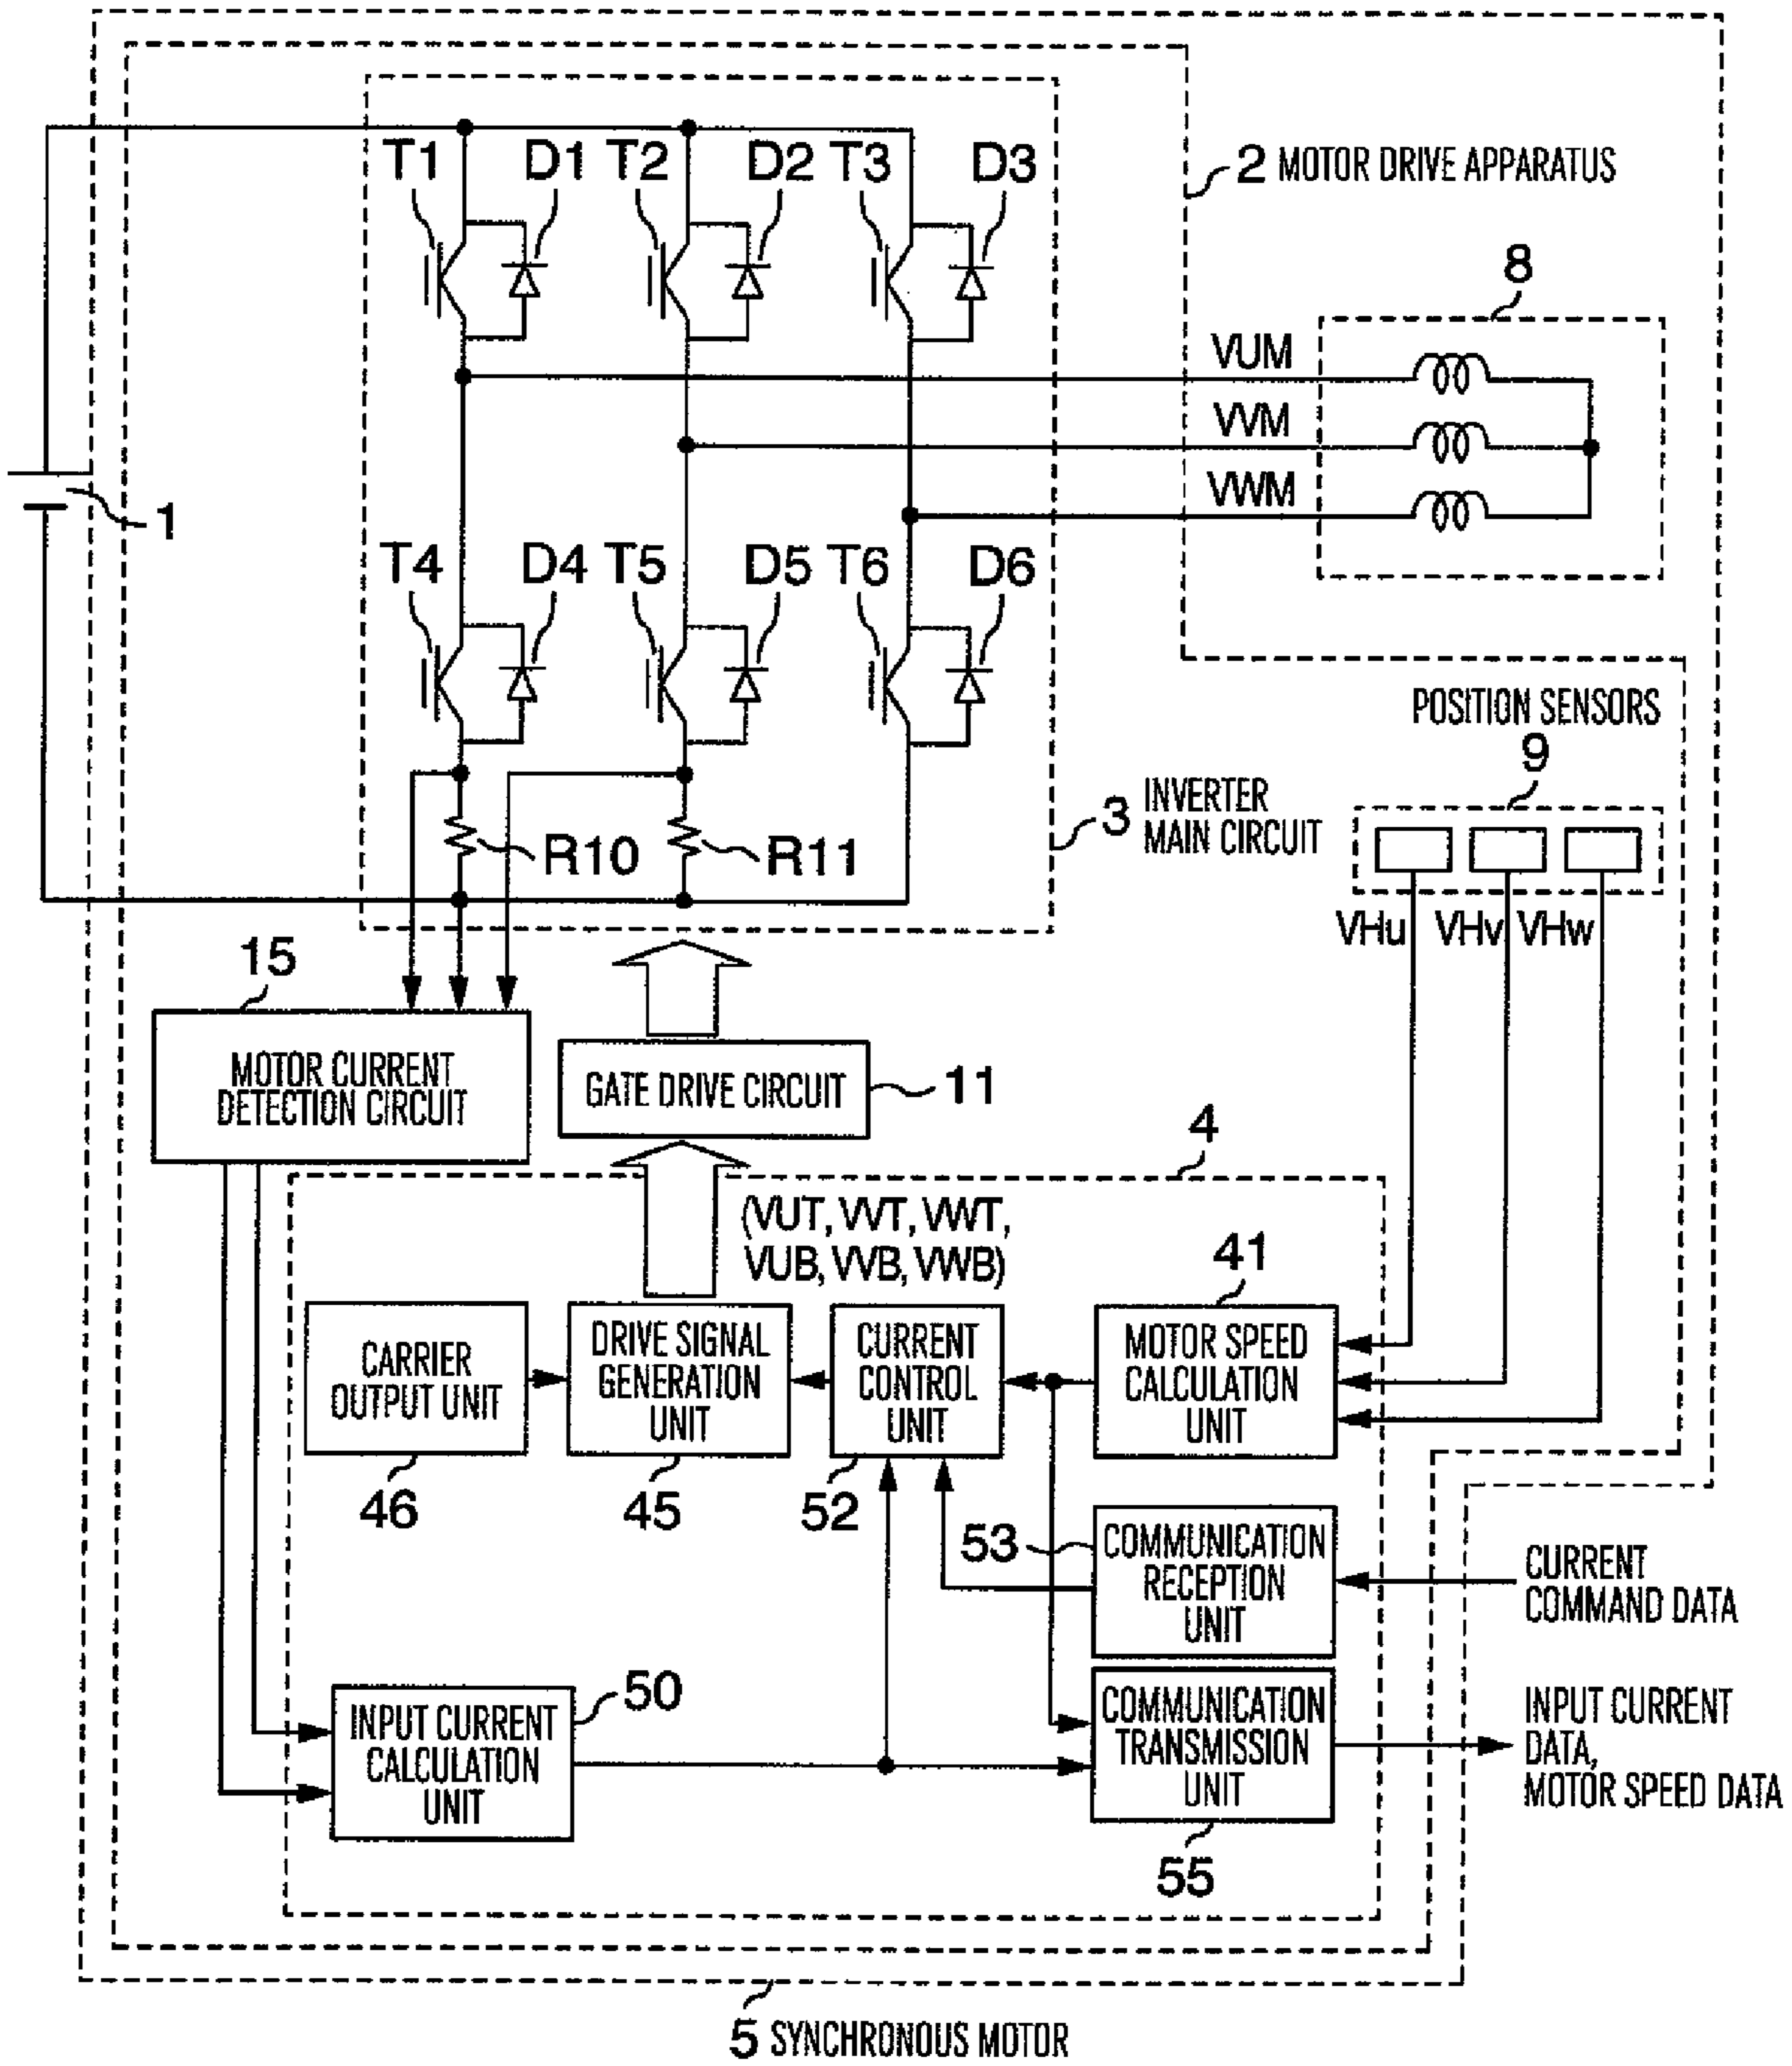 T1 D1 T2 D2 T3 D3
2 MOTOR DRIVE APPARATUS
8
VUM
VVM
VWM
1
T4 D4 T5 D5 T6 D6
POSITION SENSORS
9
3 INVERTER
MAIN CIRCUIT
R10 R11
VHu VHv VHw
15
MOTOR CURRENT
DETECTION CIRCUIT
GATE DRIVE CIRCUIT
11
4
(VUT, VVT, VWT,
VUB, VVB, VWB)
41
CARRIER
OUTPUT UNIT
46
DRIVE SIGNAL
GENERATION
UNIT
45
CURRENT
CONTROL
UNIT
52
MOTOR SPEED
CALCULATION
UNIT
53
COMMUNICATION
RECEPTION
UNIT
CURRENT
COMMAND DATA
50
INPUT CURRENT
CALCULATION
UNIT
COMMUNICATION
TRANSMISSION
UNIT
55
INPUT CURRENT
DATA,
MOTOR SPEED DATA
5 SYNCHRONOUS MOTOR